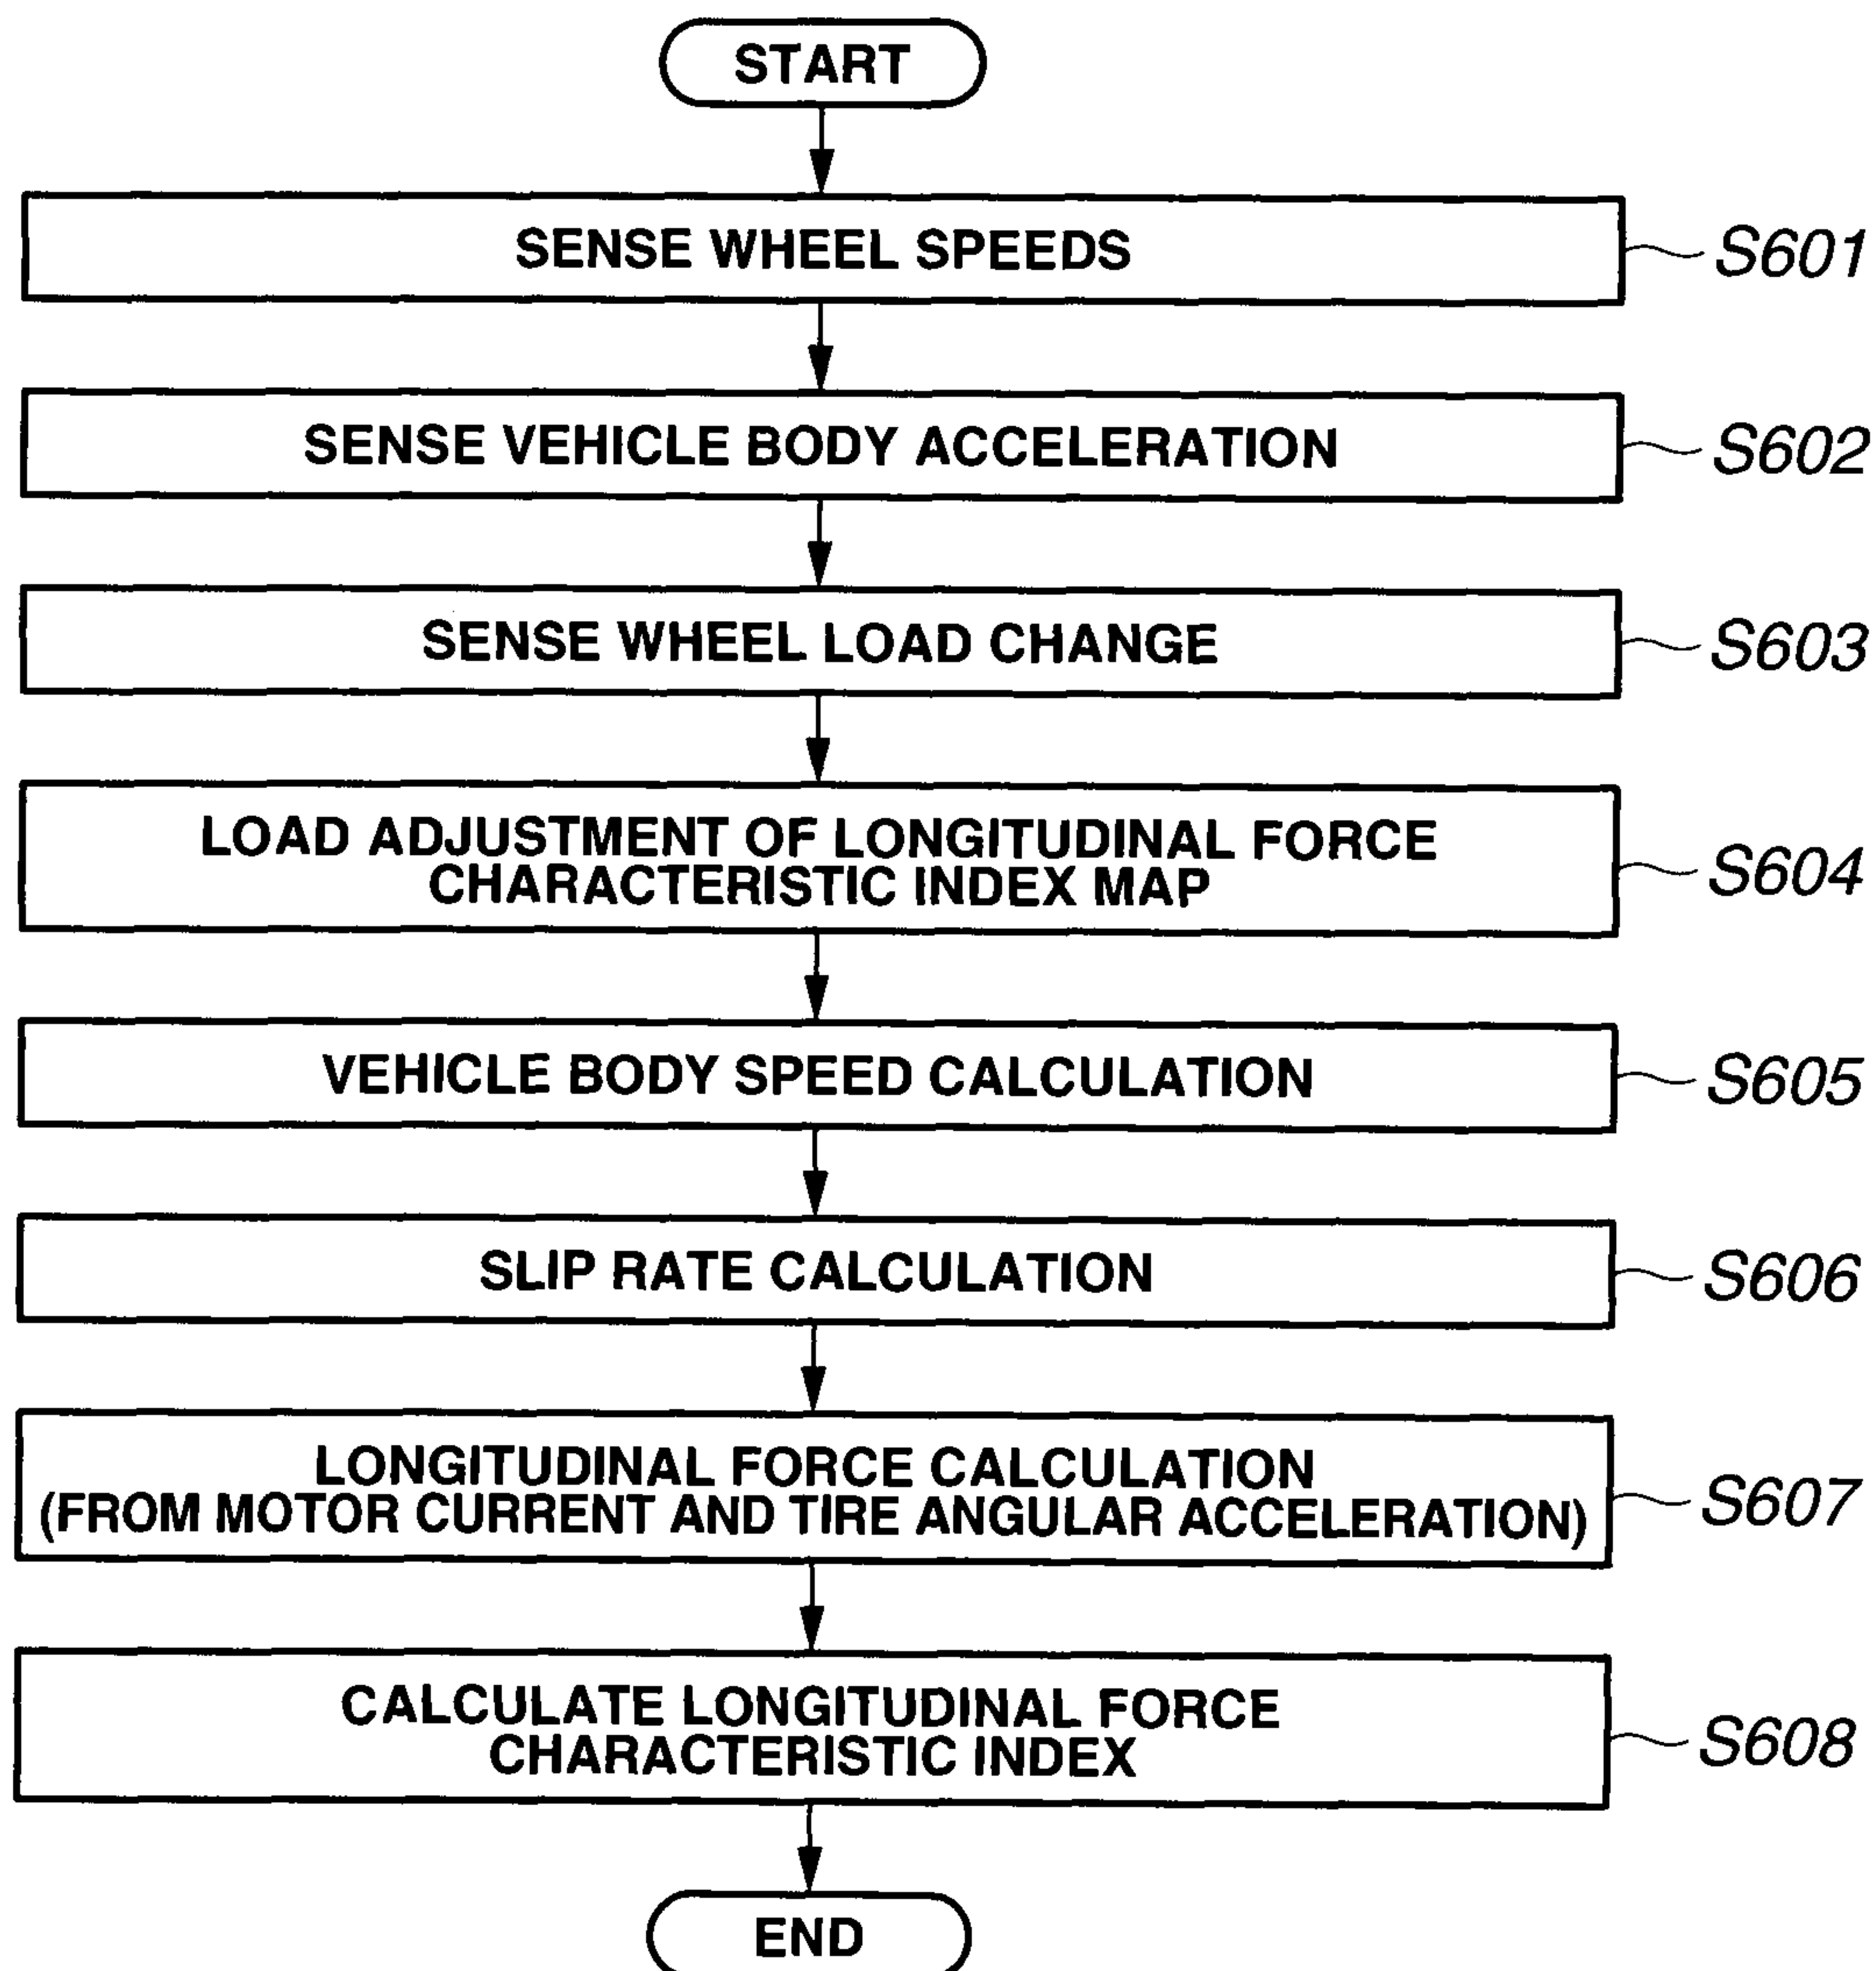 START
SENSE WHEEL SPEEDS
S601
SENSE VEHICLE BODY ACCELERATION
S602
SENSE WHEEL LOAD CHANGE
S603
LOAD ADJUSTMENT OF LONGITUDINAL FORCE
CHARACTERISTIC INDEX MAP
S604
VEHICLE BODY SPEED CALCULATION
S605
SLIP RATE CALCULATION
S606
LONGITUDINAL FORCE CALCULATION
(FROM MOTOR CURRENT AND TIRE ANGULAR ACCELERATION)
S607
CALCULATE LONGITUDINAL FORCE
CHARACTERISTIC INDEX
S608
END